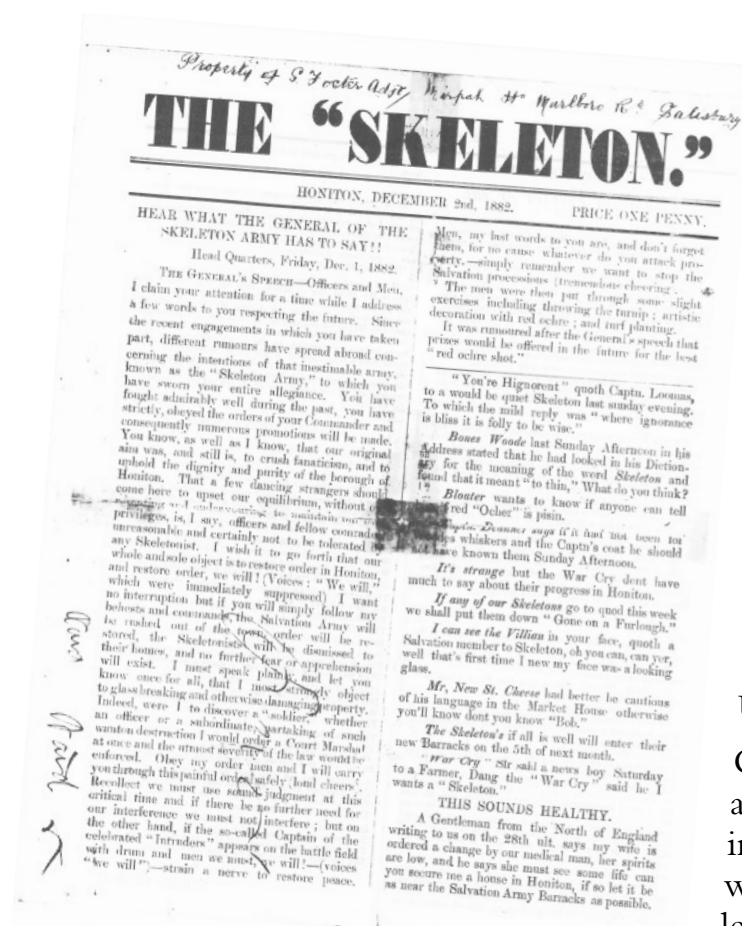 Property of G Foster Adjt, Mizpah Ho Marlboro Rd Salisbury
THE "SKELETON."
HONITON, DECEMBER 2nd, 1882.
PRICE ONE PENNY.
HEAR WHAT THE GENERAL OF THE
SKELETON ARMY HAS TO SAY!!
Head Quarters, Friday, Dec. 1, 1882.
THE GENERAL'S SPEECH—Officers and Men,
I claim your attention for a time while I address
a few words to you respecting the future. Since
the recent engagements in which you have taken
part, different rumours have spread abroad con-
cerning the intentions of that inestimable army,
known as the "Skeleton Army," to which you
have sworn your entire allegiance. You have
fought admirably well during the past, you have
strictly, obeyed the orders of your Commander and
consequently numerous promotions will be made.
You know, as well as I know, that our original
aim was, and still is, to crush fanaticism, and to
uphold the dignity and purity of the borough of
Honiton. That a few dancing strangers should
come here to upset our equilibrium, without
and endeavouring to maintain our
privileges, is, I say, officers and fellow comrades
unreasonable and certainly not to be tolerated by
any Skeletonist. I wish it to go forth that our
whole and sole object is to restore order in Honiton,
and restore order, we will! (Voices: "We will,"
which were immediately suppressed) I want
no interruption but if you will simply follow my
behests and commands, the Salvation Army will
be rushed out of the town, order will be re-
stored, the Skeletonists will be dismissed to
their homes, and no further fear or apprehension
will exist. I must speak plainly and let you
know once for all, that I most strongly object
to glass breaking and otherwise damaging property.
Indeed, were I to discover a "soldier," whether
an officer or a subordinate, partaking of such
wanton destruction I would order a Court Marshal
at once and the utmost severity of the law would be
enforced. Obey my order men and I will carry
you through this painful ordeal safely (loud cheers).
Recollect we must use sound judgment at this
critical time and if there be no further need for
our interference we must not interfere; but on
the other hand, if the so-called Captain of the
celebrated "Intruders" appears on the battle field
with drum and men we must, we will!—(voices
"We will")—strain a nerve to restore peace.
Men, my last words to you are, and don't forget
them, for no cause whatever do you attack pro-
perty,—simply remember we want to stop the
Salvation processions (tremendous cheering).
The men were then put through some slight
exercises including throwing the turnip; artistic
decoration with red ochre; and turf planting.
It was rumoured after the General's speech that
prizes would be offered in the future for the best
"red ochre shot."
"You're Hignorent" quoth Captn. Loomas,
to a would be quiet Skeleton last sunday evening.
To which the mild reply was "where ignorance
is bliss it is folly to be wise."
Bones Woode last Sunday Afternoon in his
Address stated that he had looked in his Diction-
ary for the meaning of the word Skeleton and
found that it meant "to thin," What do you think?
Bloater wants to know if anyone can tell
red "Ocher" is pisin.
says if it had not been for
whiskers and the Captn's coat he should
have known them Sunday Afternoon.
It's strange but the War Cry dent have
much to say about their progress in Honiton.
If any of our Skeletons go to quod this week
we shall put them down "Gone on a Furlough."
I can see the Villian in your face, quoth a
Salvation member to Skeleton, oh you can, can yer,
well that's first time I new my face was a looking
glass.
Mr, New St. Cheese had better be cautious
of his language in the Market House otherwise
you'll know dont you know "Bob."
The Skeleton's if all is well will enter their
new Barracks on the 5th of next month.
"War Cry" Sir said a news boy Saturday
to a Farmer, Dang the "War Cry" said he I
wants a "Skeleton."
THIS SOUNDS HEALTHY.
A Gentleman from the North of England
writing to us on the 28th ult. says my wife is
ordered a change by our medical man, her spirits
are low, and he says she must see some life can
you secure me a house in Honiton, if so let it be
as near the Salvation Army Barracks as possible.